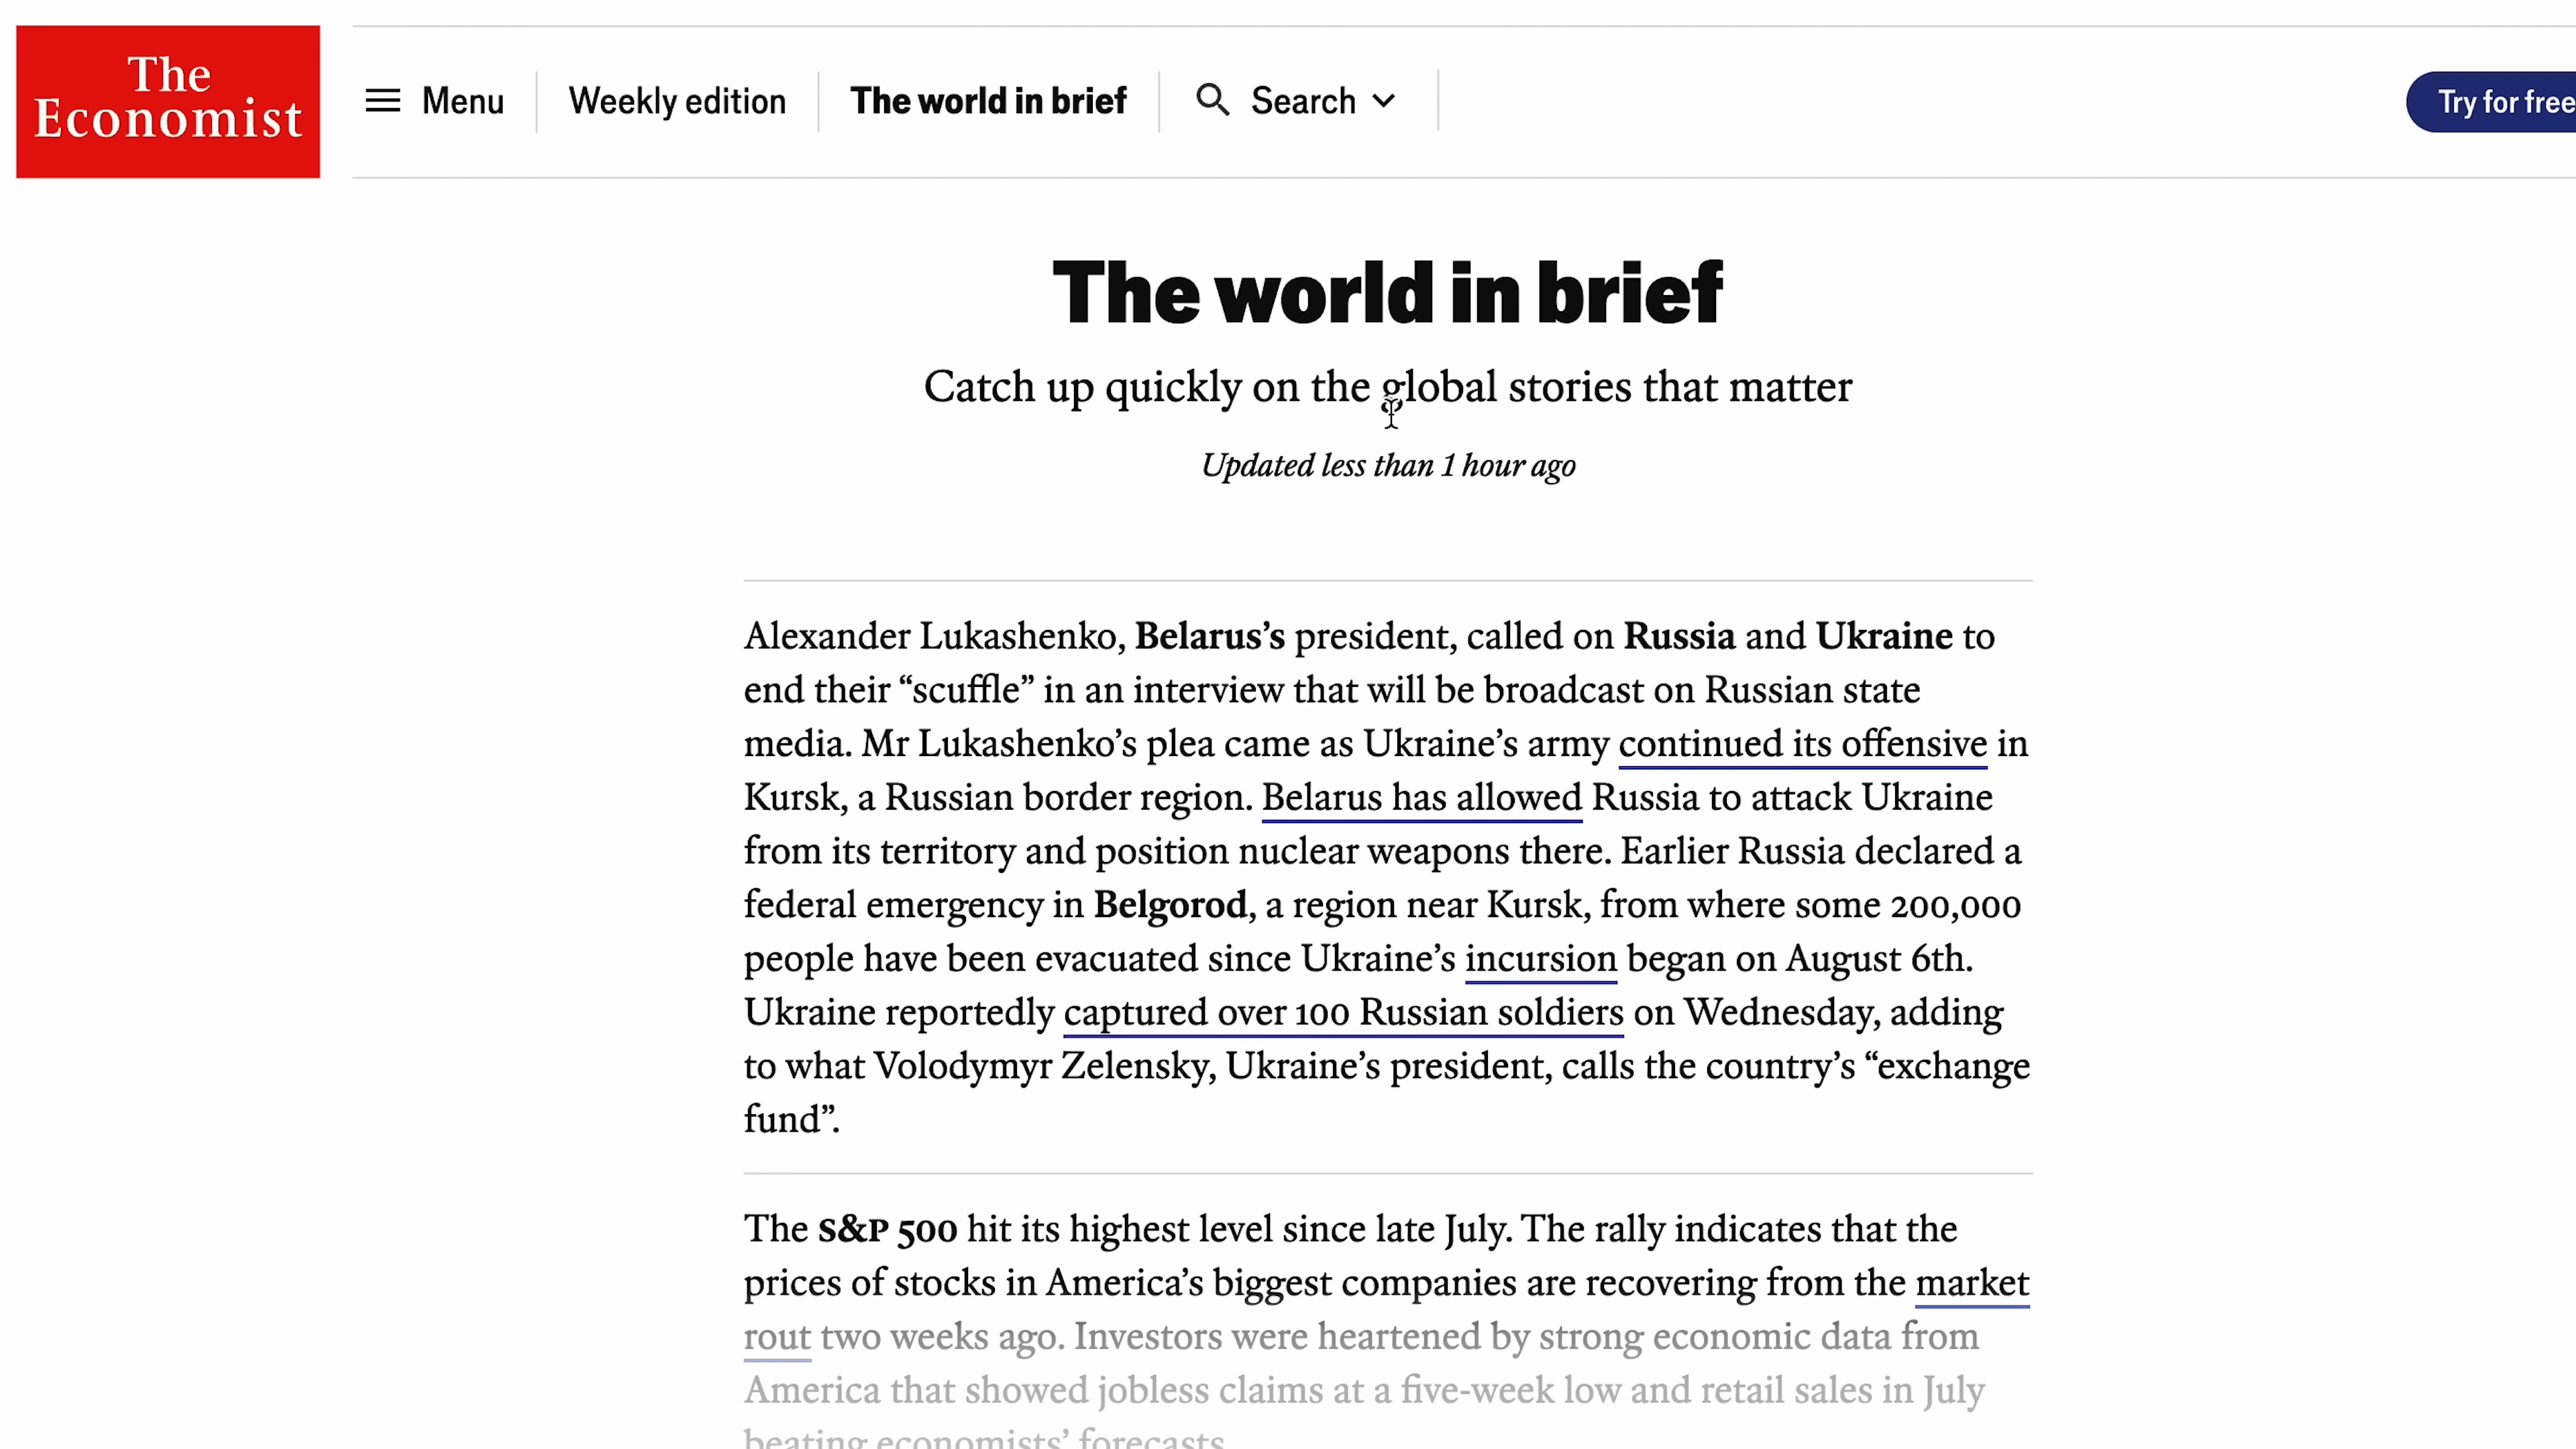 The
Economist
Menu
Weekly edition
The world in brief
Search
Try for free
The world in brief
Catch up quickly on the global stories that matter
Updated less than 1 hour ago
Alexander Lukashenko, Belarus’s president, called on Russia and Ukraine to
end their “scuffle” in an interview that will be broadcast on Russian state
media. Mr Lukashenko’s plea came as Ukraine’s army continued its offensive in
Kursk, a Russian border region. Belarus has allowed Russia to attack Ukraine
from its territory and position nuclear weapons there. Earlier Russia declared a
federal emergency in Belgorod, a region near Kursk, from where some 200,000
people have been evacuated since Ukraine’s incursion began on August 6th.
Ukraine reportedly captured over 100 Russian soldiers on Wednesday, adding
to what Volodymyr Zelensky, Ukraine’s president, calls the country’s “exchange
fund”.
The S&P 500 hit its highest level since late July. The rally indicates that the
prices of stocks in America’s biggest companies are recovering from the market
rout two weeks ago. Investors were heartened by strong economic data from
America that showed jobless claims at a five-week low and retail sales in July
beating economists’ forecasts.